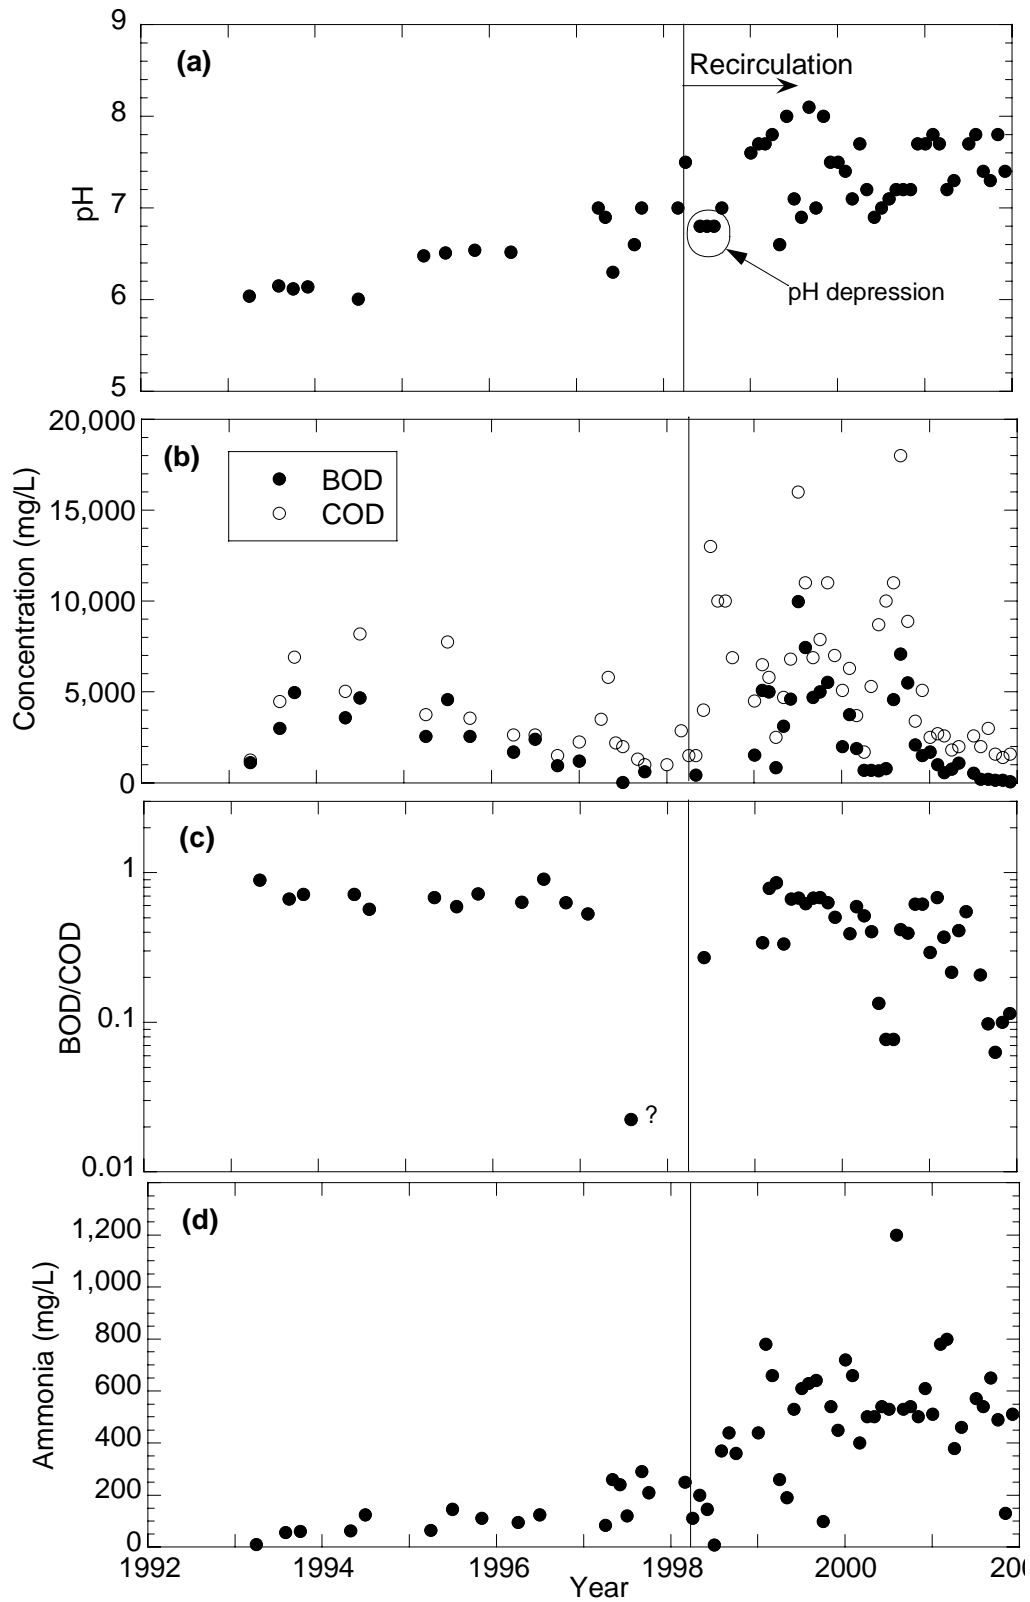 9
(a)
Recirculation
8
pH
7
6
pH depression
5
20,000
(b)
BOD
COD
15,000
Concentration (mg/L)
10,000
5,000
0
(c)
1
BOD/COD
0.1
?
0.01
(d)
1,200
1,000
Ammonia (mg/L)
800
600
400
200
0
1992 1994 1996 1998 2000 200
Year